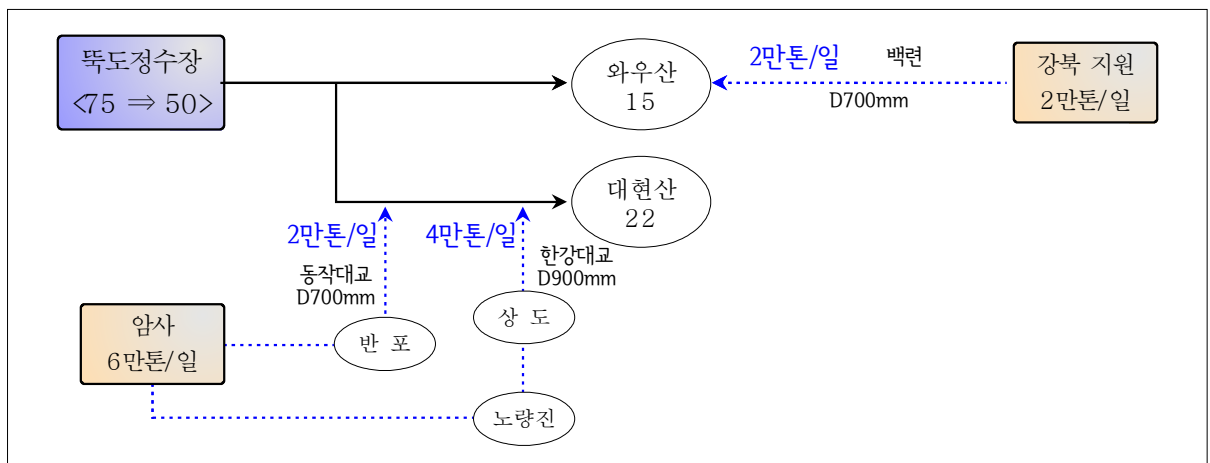 뚝도정수장
<75 ⇒ 50>
와우산
15
2만톤/일
백련
D700mm
강북 지원
2만톤/일
대현산
22
2만톤/일
4만톤/일
동작대교
D700mm
한강대교
D900mm
암사
6만톤/일
반 포
상 도
노량진